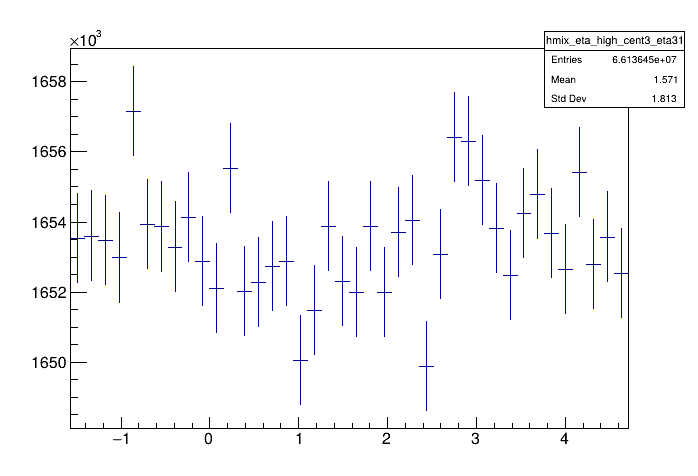 ×10³
hmix_eta_high_cent3_eta31
Entries 6.613645e+07
Mean 1.571
Std Dev 1.813
1658
1656
1654
1652
1650
−1 0 1 2 3 4